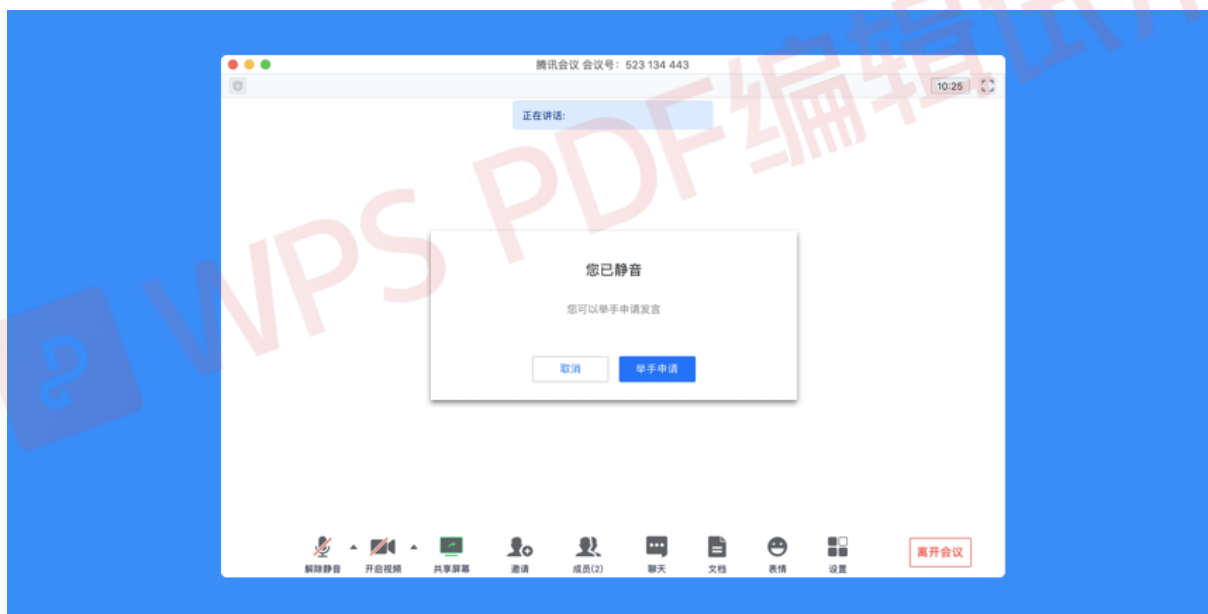 WPS PDF编辑试用
腾讯会议 会议号：523 134 443
10:25
正在讲话:
您已静音
您可以举手申请发言
取消
举手申请
解除静音
开启视频
共享屏幕
邀请
成员(2)
聊天
文档
表情
设置
离开会议